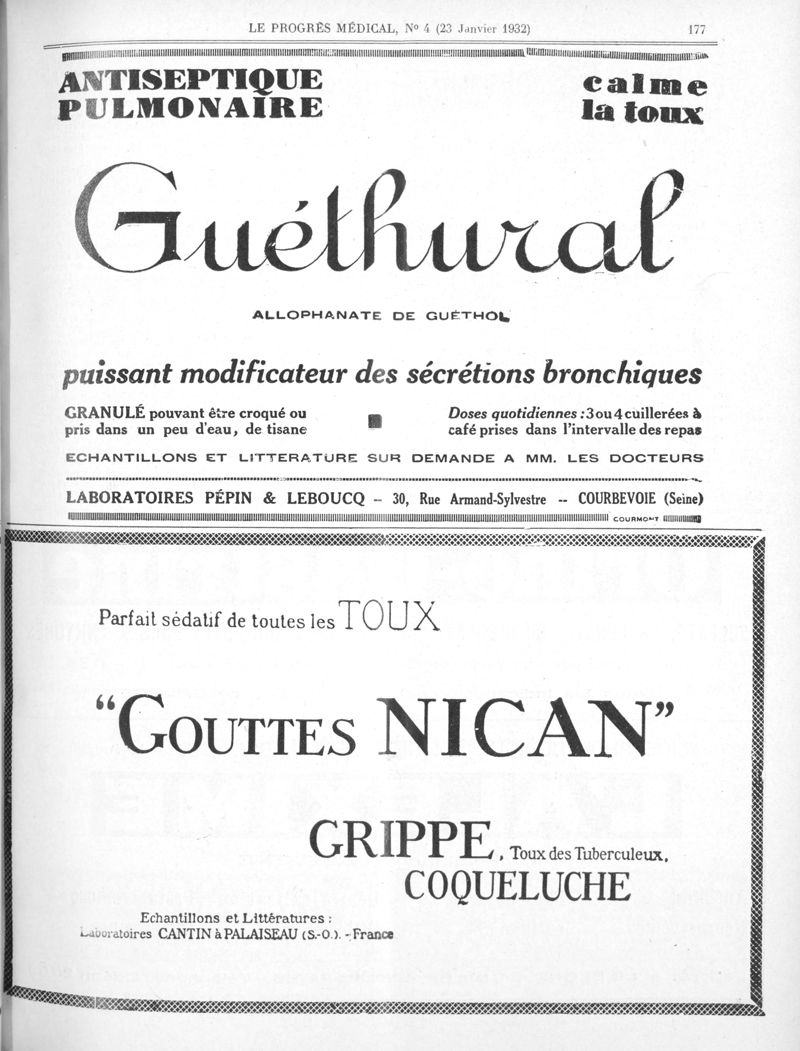 LE PROGRÈS MÉDICAL, Nº 4 (23 Janvier 1932) 177
ANTISEPTIQUE
PULMONAIRE
calme
la toux
Guéthural
ALLOPHANATE DE GUÉTHOL
puissant modificateur des sécrétions bronchiques
GRANULÉ pouvant être croqué ou
pris dans un peu d'eau, de tisane
Doses quotidiennes : 3 ou 4 cuillerées à
café prises dans l'intervalle des repas
ECHANTILLONS ET LITTERATURE SUR DEMANDE A MM. LES DOCTEURS
LABORATOIRES PÉPIN & LEBOUCQ -- 30, Rue Armand-Sylvestre -- COURBEVOIE (Seine)
COURMONT
Parfait sédatif de toutes les TOUX
"GOUTTES NICAN"
GRIPPE, Toux des Tuberculeux,
COQUELUCHE
Echantillons et Littératures :
Laboratoires CANTIN à PALAISEAU (S.-O.). - France